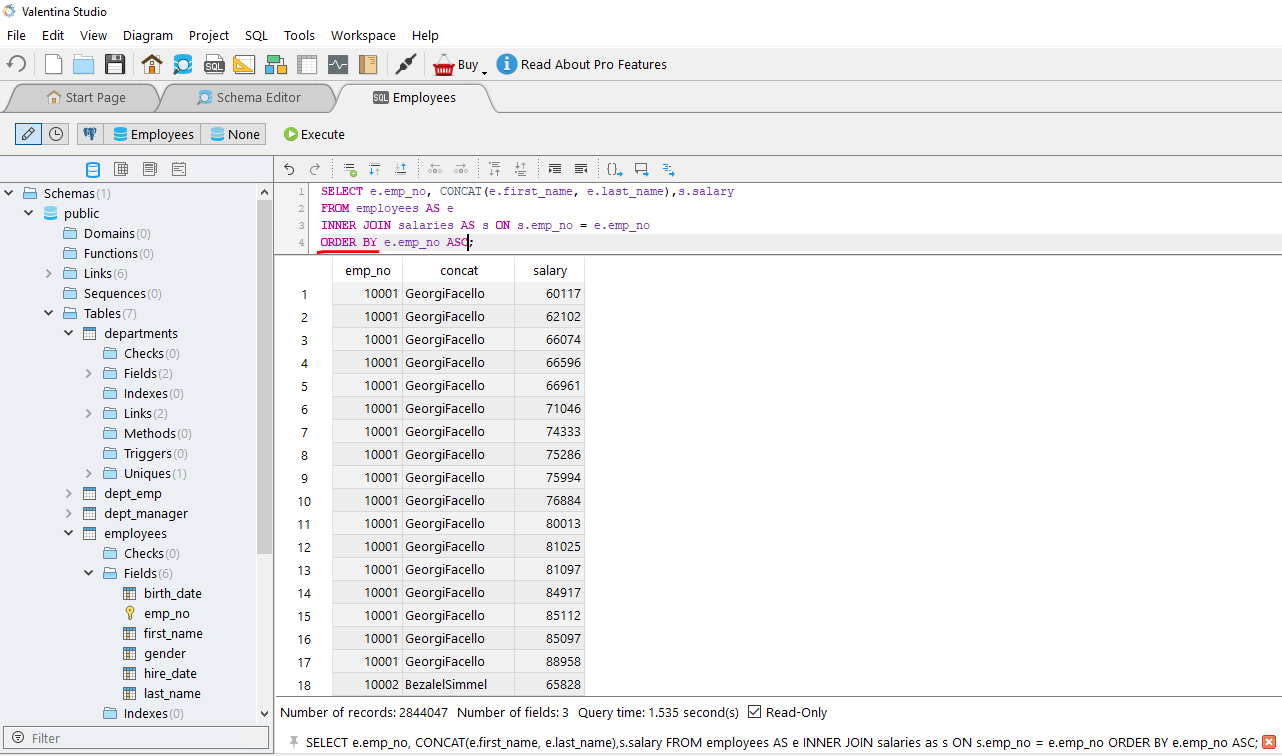 Valentina Studio
File Edit View Diagram Project SQL Tools Workspace Help
SQL Buy Read About Pro Features
Start Page Schema Editor SQL Employees
Employees None Execute
Schemas (1)
public
Domains (0)
Functions (0)
Links (6)
Sequences (0)
Tables (7)
departments
Checks (0)
Fields (2)
Indexes (0)
Links (2)
Methods (0)
Triggers (0)
Uniques (1)
dept_emp
dept_manager
employees
Checks (0)
Fields (6)
birth_date
emp_no
first_name
gender
hire_date
last_name
Indexes (0)
Filter
1 SELECT e.emp_no, CONCAT(e.first_name, e.last_name),s.salary
2 FROM employees AS e
3 INNER JOIN salaries AS s ON s.emp_no = e.emp_no
4 ORDER BY e.emp_no ASC;
emp_no concat salary
1 10001 GeorgiFacello 60117
2 10001 GeorgiFacello 62102
3 10001 GeorgiFacello 66074
4 10001 GeorgiFacello 66596
5 10001 GeorgiFacello 66961
6 10001 GeorgiFacello 71046
7 10001 GeorgiFacello 74333
8 10001 GeorgiFacello 75286
9 10001 GeorgiFacello 75994
10 10001 GeorgiFacello 76884
11 10001 GeorgiFacello 80013
12 10001 GeorgiFacello 81025
13 10001 GeorgiFacello 81097
14 10001 GeorgiFacello 84917
15 10001 GeorgiFacello 85112
16 10001 GeorgiFacello 85097
17 10001 GeorgiFacello 88958
18 10002 BezalelSimmel 65828
Number of records: 2844047 Number of fields: 3 Query time: 1.535 second(s) Read-Only
SELECT e.emp_no, CONCAT(e.first_name, e.last_name),s.salary FROM employees AS e INNER JOIN salaries as s ON s.emp_no = e.emp_no ORDER BY e.emp_no ASC;